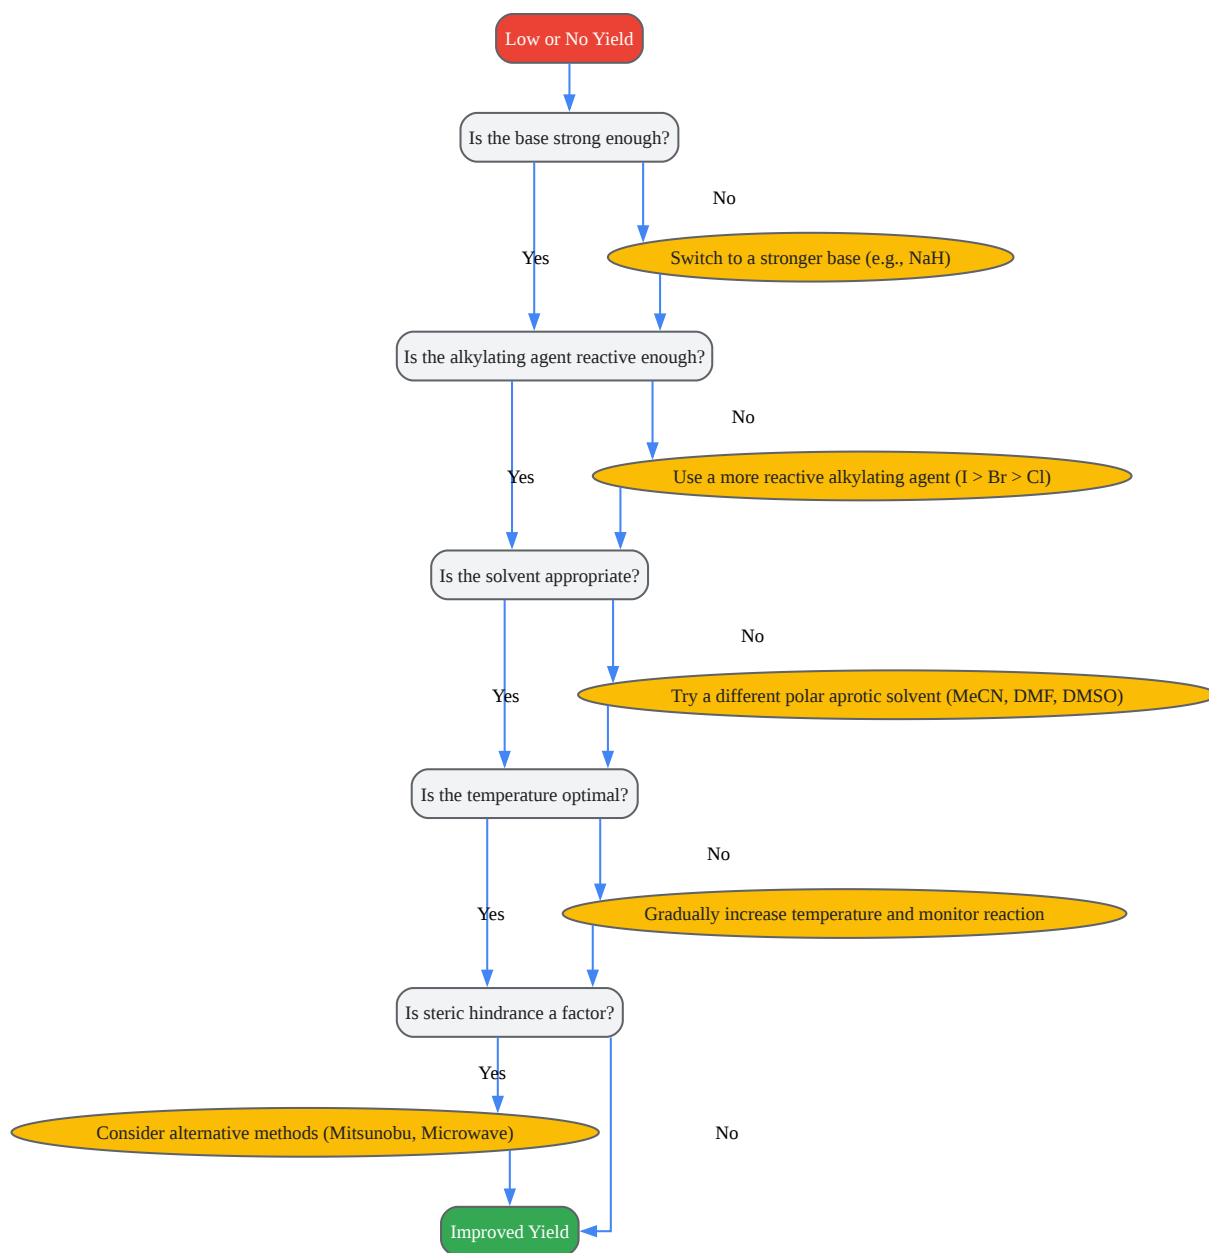 Low or No Yield
Is the base strong enough?
No
Yes
Switch to a stronger base (e.g., NaH)
Is the alkylating agent reactive enough?
No
Yes
Use a more reactive alkylating agent (I > Br > Cl)
Is the solvent appropriate?
No
Yes
Try a different polar aprotic solvent (MeCN, DMF, DMSO)
Is the temperature optimal?
No
Yes
Gradually increase temperature and monitor reaction
Is steric hindrance a factor?
Yes
Consider alternative methods (Mitsunobu, Microwave)
No
Improved Yield